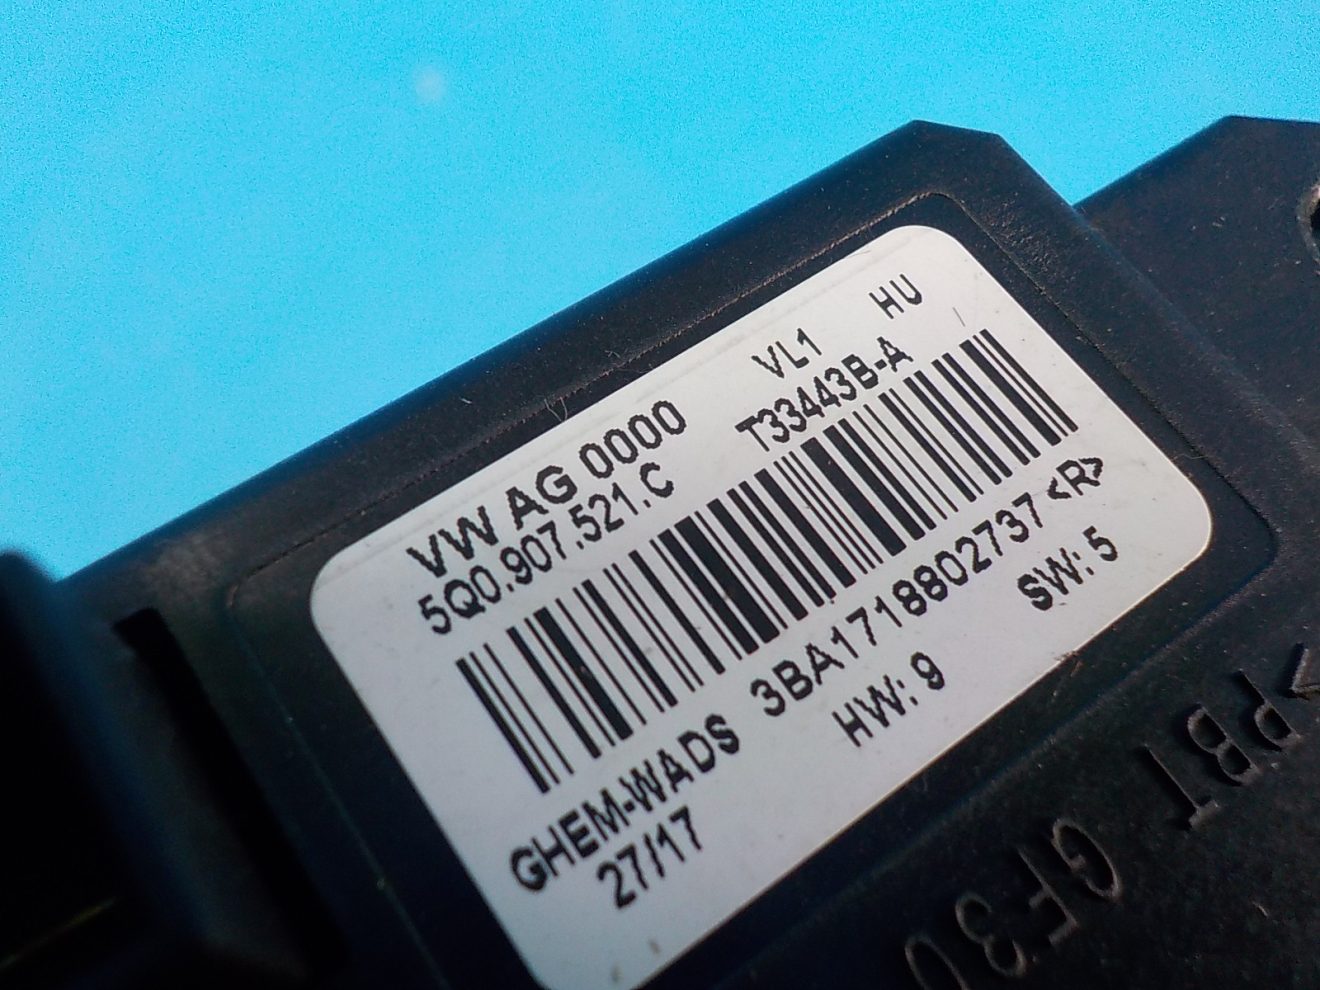 VW AG 0000 VL1 HU
5Q0.907.521.C T33443B-A
GHEM-WADS 3BA1718802737 <R>
27/17 HW: 9 SW: 5
>PBT GF30